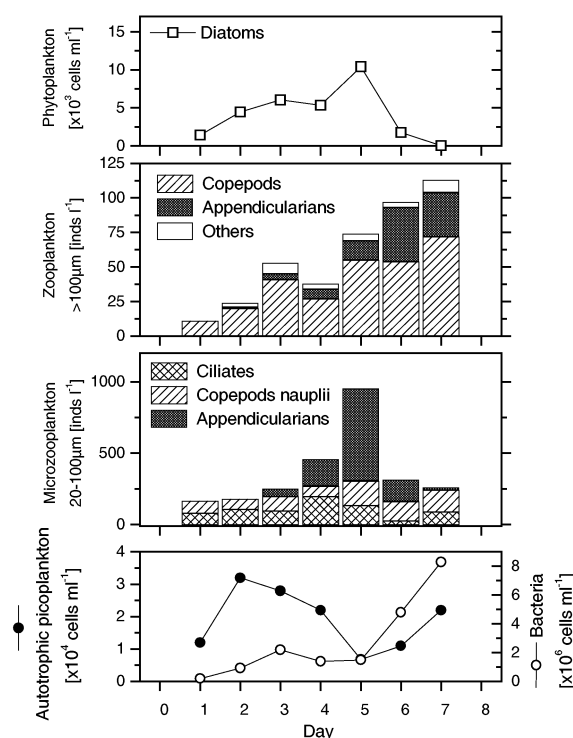 Phytoplankton
[x10³ cells ml⁻¹]
15
10
5
0
Diatoms
Zooplankton
>100µm [inds l⁻¹]
125
100
75
50
25
0
Copepods
Appendicularians
Others
Microzooplankton
20-100µm [inds l⁻¹]
1000
500
0
Ciliates
Copepods nauplii
Appendicularians
Autotrophic picoplankton
[x10⁴ cells ml⁻¹]
4
3
2
1
0
8
6
4
2
0
Bacteria
[x10⁶ cells ml⁻¹]
0 1 2 3 4 5 6 7 8
Day